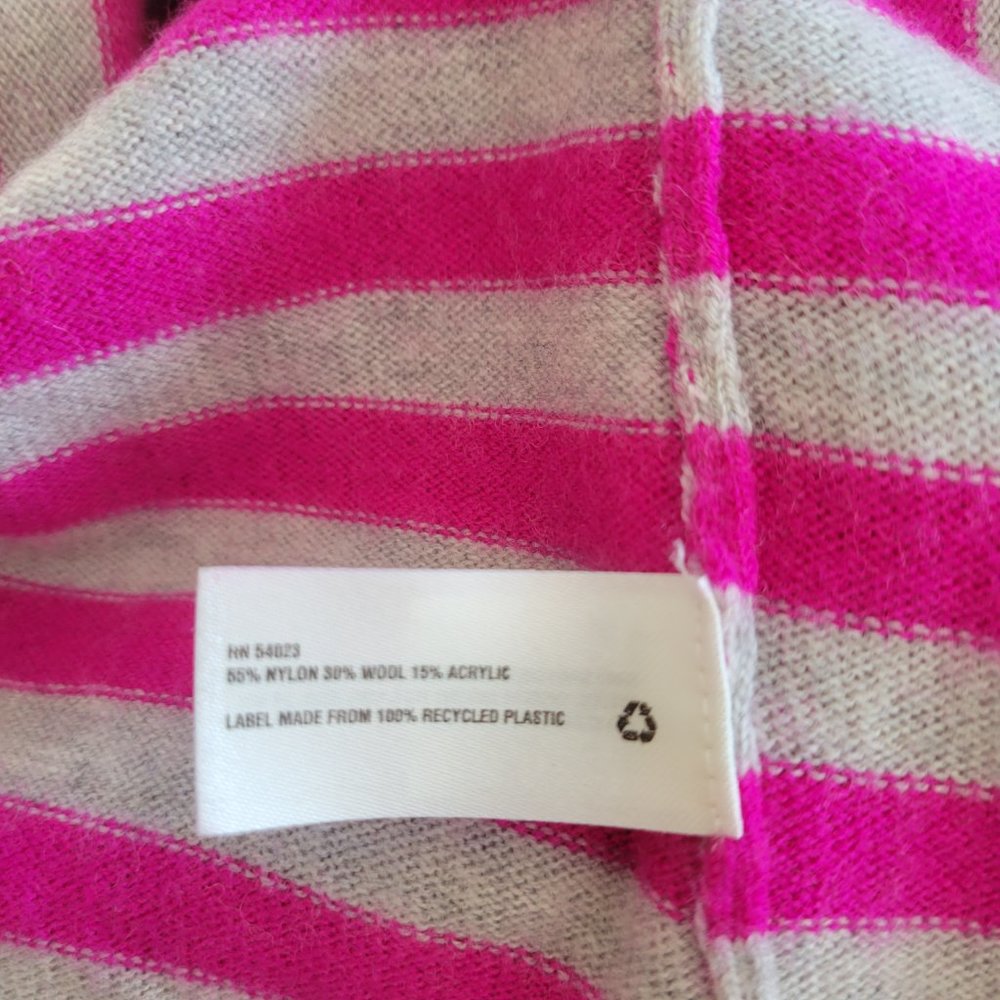 RN 54023
55% NYLON 30% WOOL 15% ACRYLIC
LABEL MADE FROM 100% RECYCLED PLASTIC